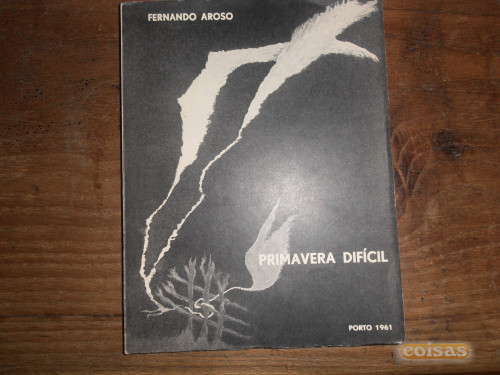 FERNANDO AROSO
PRIMAVERA DIFÍCIL
PORTO 1961
coisas